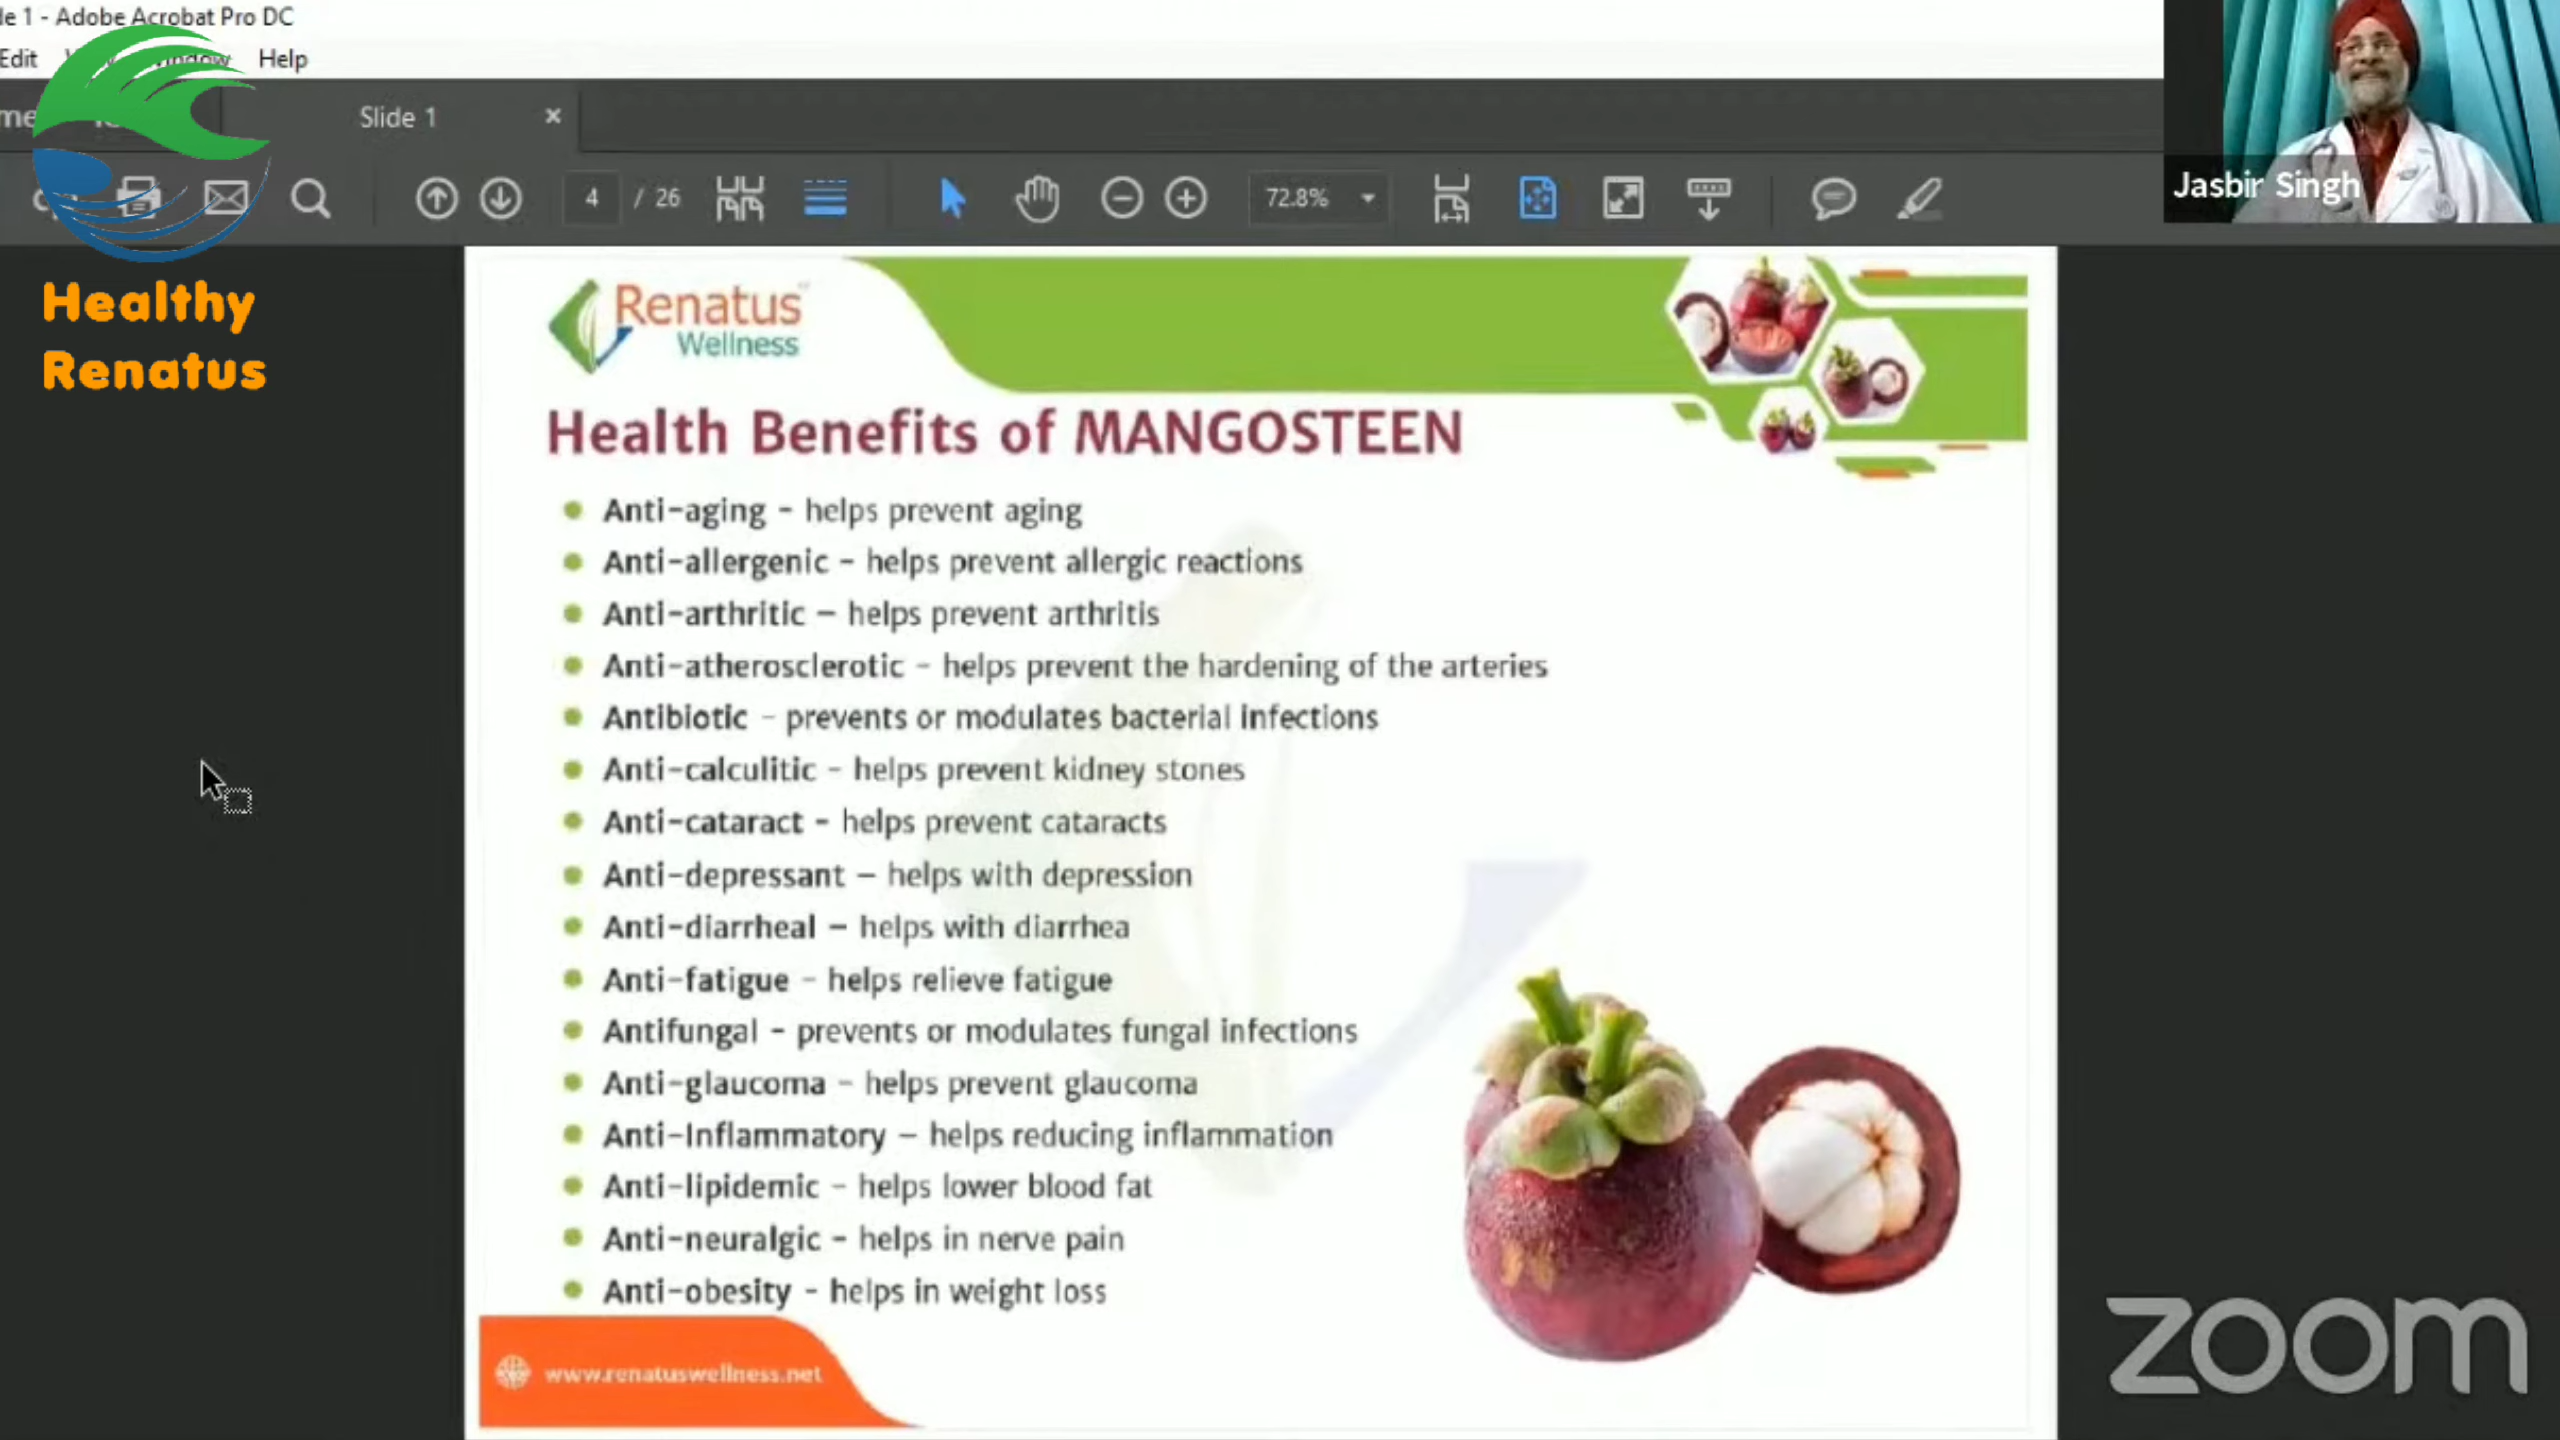 de 1 - Adobe Acrobat Pro DC
Edit Window Help
Slide 1 ×
4 / 26 72.8%
Jasbir Singh
Healthy
Renatus
Renatus
Wellness
Health Benefits of MANGOSTEEN
Anti-aging - helps prevent aging
Anti-allergenic - helps prevent allergic reactions
Anti-arthritic – helps prevent arthritis
Anti-atherosclerotic - helps prevent the hardening of the arteries
Antibiotic - prevents or modulates bacterial infections
Anti-calculitic - helps prevent kidney stones
Anti-cataract - helps prevent cataracts
Anti-depressant – helps with depression
Anti-diarrheal – helps with diarrhea
Anti-fatigue - helps relieve fatigue
Antifungal - prevents or modulates fungal infections
Anti-glaucoma - helps prevent glaucoma
Anti-Inflammatory – helps reducing inflammation
Anti-lipidemic - helps lower blood fat
Anti-neuralgic - helps in nerve pain
Anti-obesity - helps in weight loss
www.renatuswellness.net
zoom